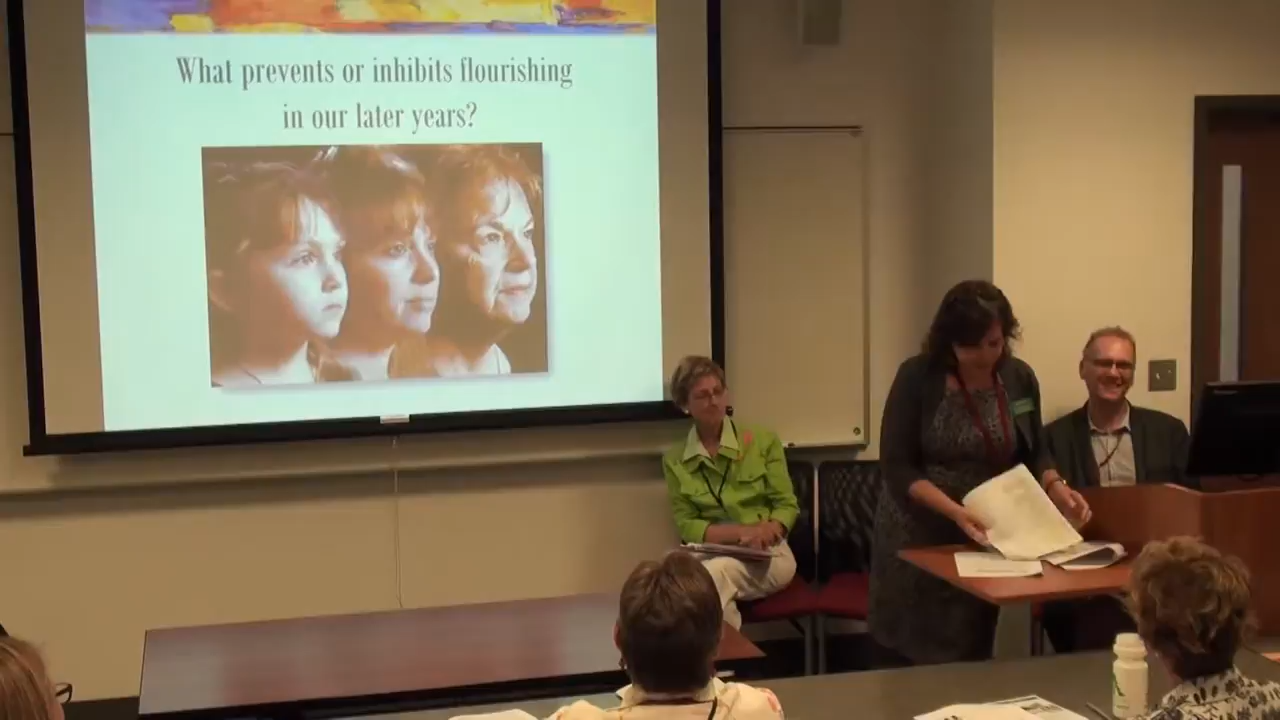 What prevents or inhibits flourishing
in our later years?